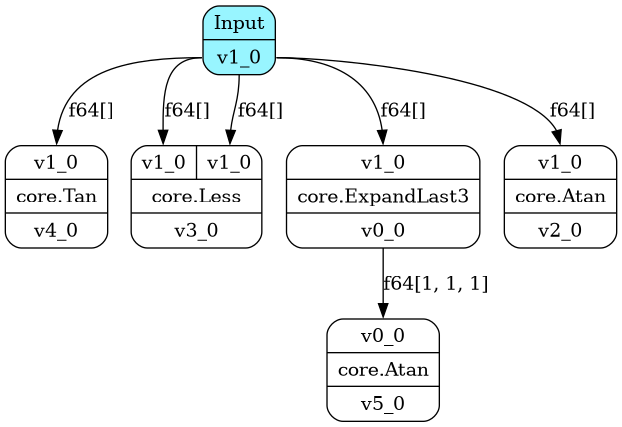 Input
v1_0
f64[] f64[] f64[] f64[] f64[]
v1_0 v1_0 v1_0 v1_0 v1_0
core.Tan core.Less core.ExpandLast3 core.Atan
v4_0 v3_0 v0_0 v2_0
f64[1, 1, 1]
v0_0
core.Atan
v5_0